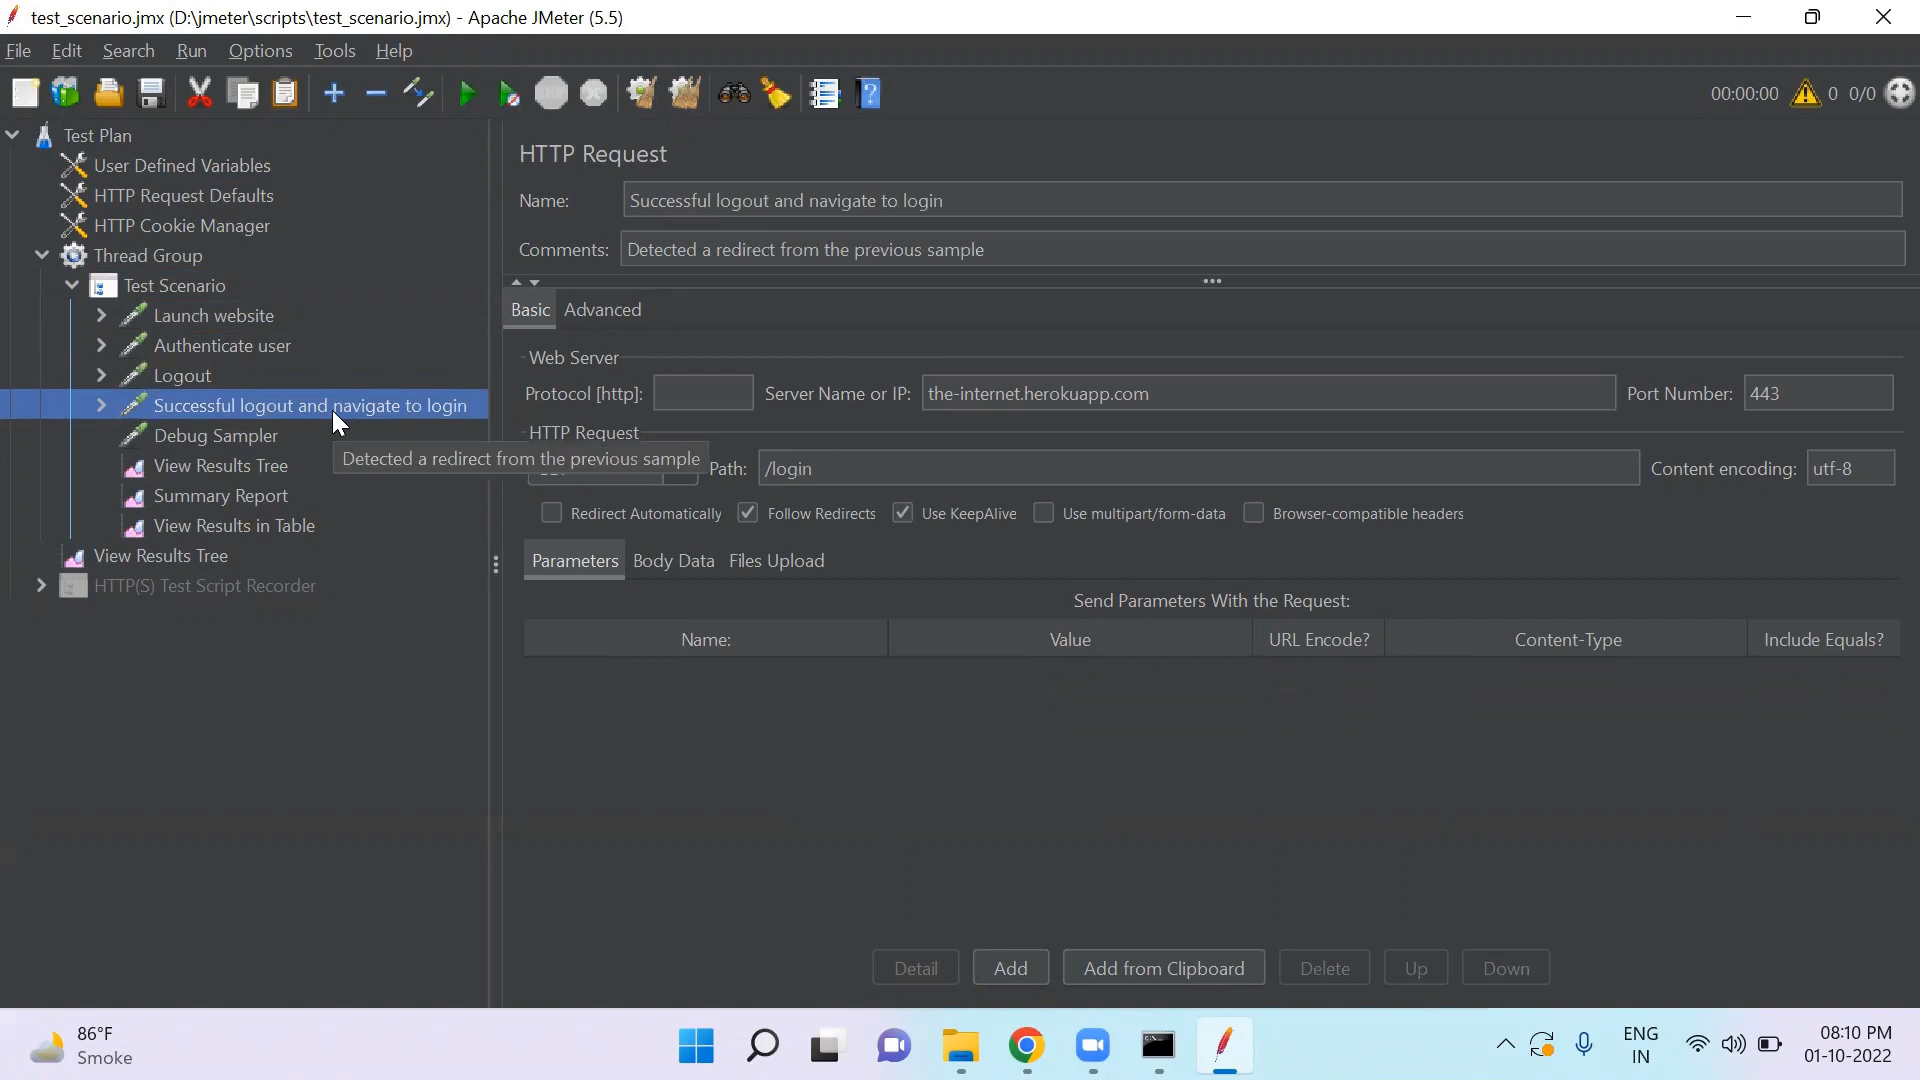 test_scenario.jmx (D:\jmeter\scripts\test_scenario.jmx) - Apache JMeter (5.5)
File Edit Search Run Options Tools Help
00:00:00 0 0/0
Test Plan
User Defined Variables
HTTP Request Defaults
HTTP Cookie Manager
Thread Group
Test Scenario
Launch website
Authenticate user
Logout
Successful logout and navigate to login
Debug Sampler
View Results Tree
Summary Report
View Results in Table
View Results Tree
HTTP(S) Test Script Recorder
Detected a redirect from the previous sample
HTTP Request
Name: Successful logout and navigate to login
Comments: Detected a redirect from the previous sample
Basic Advanced
Web Server
Protocol [http]: Server Name or IP: the-internet.herokuapp.com Port Number: 443
HTTP Request
Path: /login Content encoding: utf-8
Redirect Automatically Follow Redirects Use KeepAlive Use multipart/form-data Browser-compatible headers
Parameters Body Data Files Upload
Send Parameters With the Request:
Name: Value URL Encode? Content-Type Include Equals?
Detail Add Add from Clipboard Delete Up Down
86°F
Smoke
ENG
IN
08:10 PM
01-10-2022